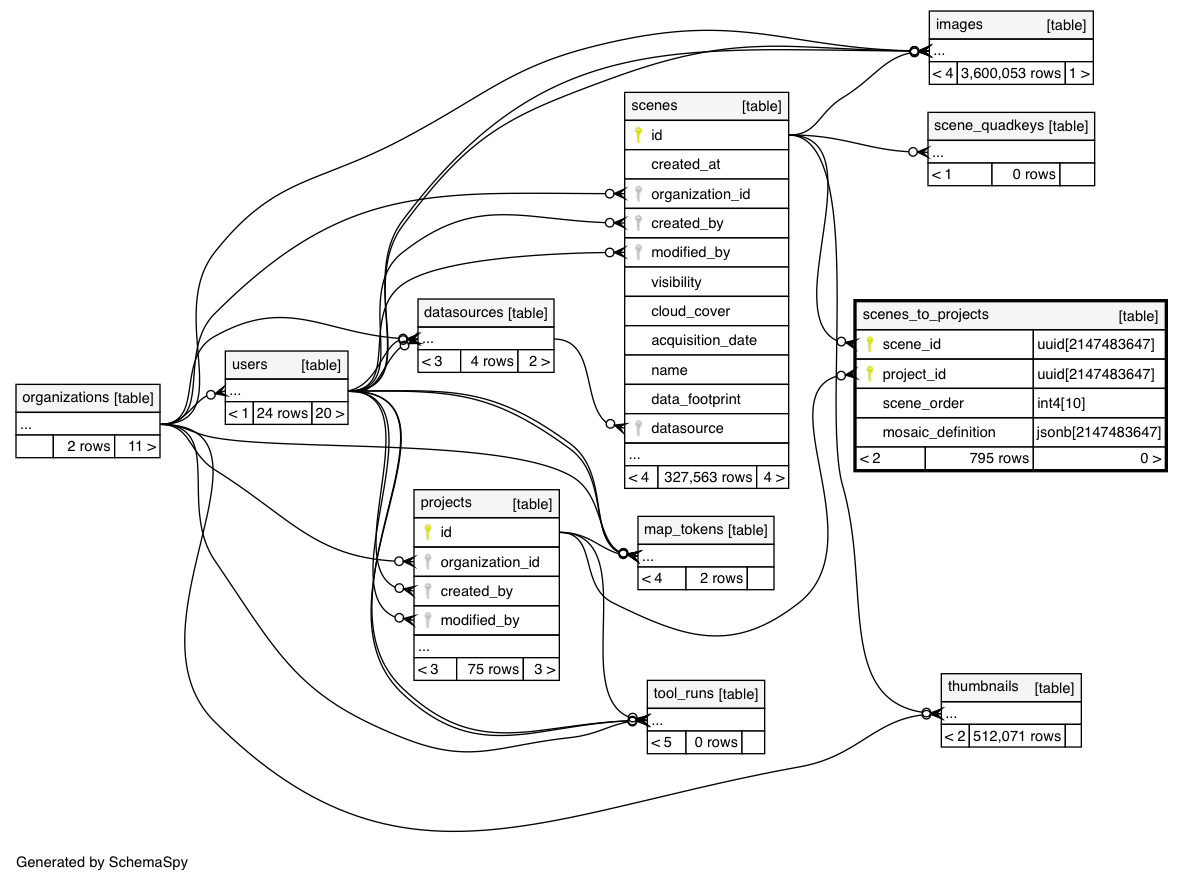 images [table]
...
< 4 3,600,053 rows 1 >
scenes [table]
id
created_at
organization_id
created_by
modified_by
visibility
cloud_cover
acquisition_date
name
data_footprint
datasource
...
< 4 327,563 rows 4 >
scene_quadkeys [table]
...
< 1 0 rows
scenes_to_projects [table]
scene_id uuid[2147483647]
project_id uuid[2147483647]
scene_order int4[10]
mosaic_definition jsonb[2147483647]
< 2 795 rows 0 >
datasources [table]
...
< 3 4 rows 2 >
users [table]
...
< 1 24 rows 20 >
organizations [table]
...
2 rows 11 >
projects [table]
id
organization_id
created_by
modified_by
...
< 3 75 rows 3 >
map_tokens [table]
...
< 4 2 rows
tool_runs [table]
...
< 5 0 rows
thumbnails [table]
...
< 2 512,071 rows
Generated by SchemaSpy